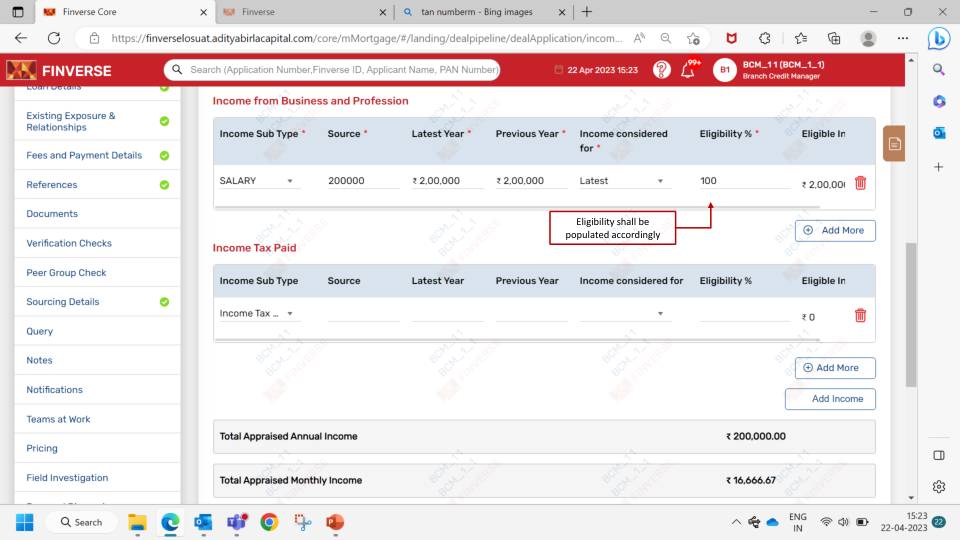 Finverse Core
Finverse
tan numberm - Bing images
https://finverselosuat.adityabirlacapital.com/core/mMortgage/#/landing/dealpipeline/dealApplication/incom...
FINVERSE
Search (Application Number,Finverse ID, Applicant Name, PAN Number)
22 Apr 2023 15:23
99+
B1
BCM_1 1 (BCM_1_1)
Branch Credit Manager
Loan Details
Existing Exposure &
Relationships
Fees and Payment Details
References
Documents
Verification Checks
Peer Group Check
Sourcing Details
Query
Notes
Notifications
Teams at Work
Pricing
Field Investigation
Income from Business and Profession
Income Sub Type * Source * Latest Year * Previous Year * Income considered for * Eligibility % * Eligible In
SALARY 200000 ₹ 2,00,000 ₹ 2,00,000 Latest 100 ₹ 2,00,00
Eligibility shall be
populated accordingly
Add More
Income Tax Paid
Income Sub Type Source Latest Year Previous Year Income considered for Eligibility % Eligible In
Income Tax ... ₹ 0
Add More
Add Income
Total Appraised Annual Income ₹ 200,000.00
Total Appraised Monthly Income ₹ 16,666.67
BCM_1 1
BCM_1_1
FINVERSE
Search
ENG
IN
15:23
22-04-2023
22